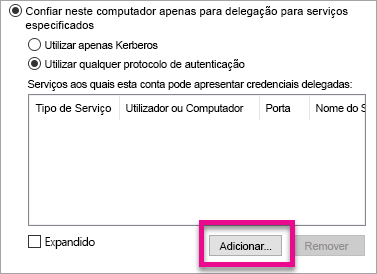 Confiar neste computador apenas para delegação para serviços
especificados
Utilizar apenas Kerberos
Utilizar qualquer protocolo de autenticação
Serviços aos quais esta conta pode apresentar credenciais delegadas:
Tipo de Serviço Utilizador ou Computador Porta Nome do S
Expandido Adicionar... Remover